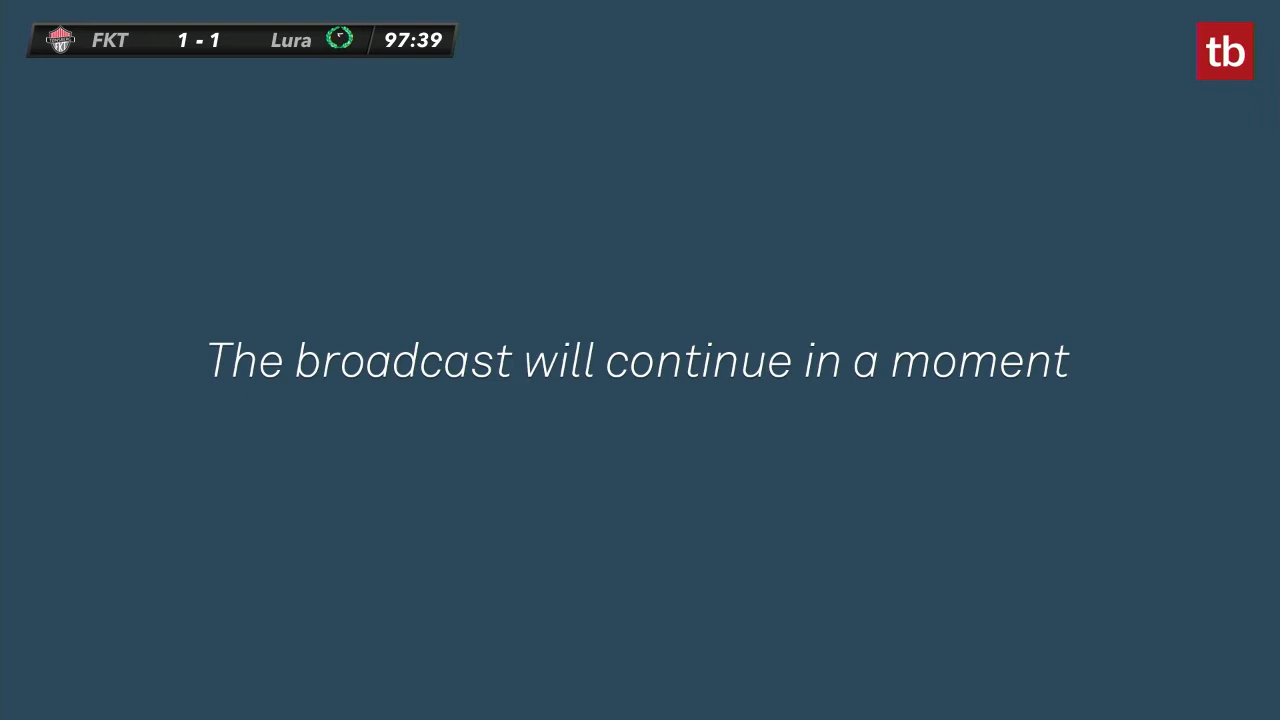 FKT 1 - 1 Lura 97:39
tb
The broadcast will continue in a moment